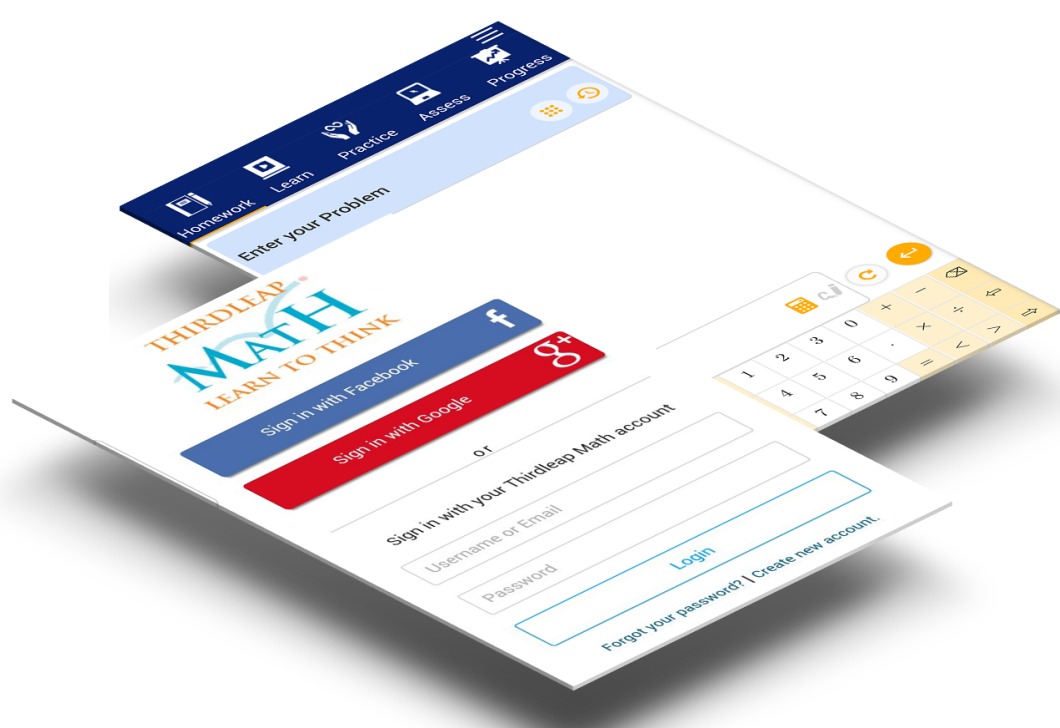 Homework
Learn
Practice
Assess
Progress
Enter your Problem
1 2 3 0 + −
4 5 6 . × ÷
7 8 9 = < >
THIRDLEAP
MATH
LEARN TO THINK
Sign in with Facebook
f
Sign in with Google
g+
or
Sign in with your Thirdleap Math account
Username or Email
Password
Login
Forgot your password? | Create new account.